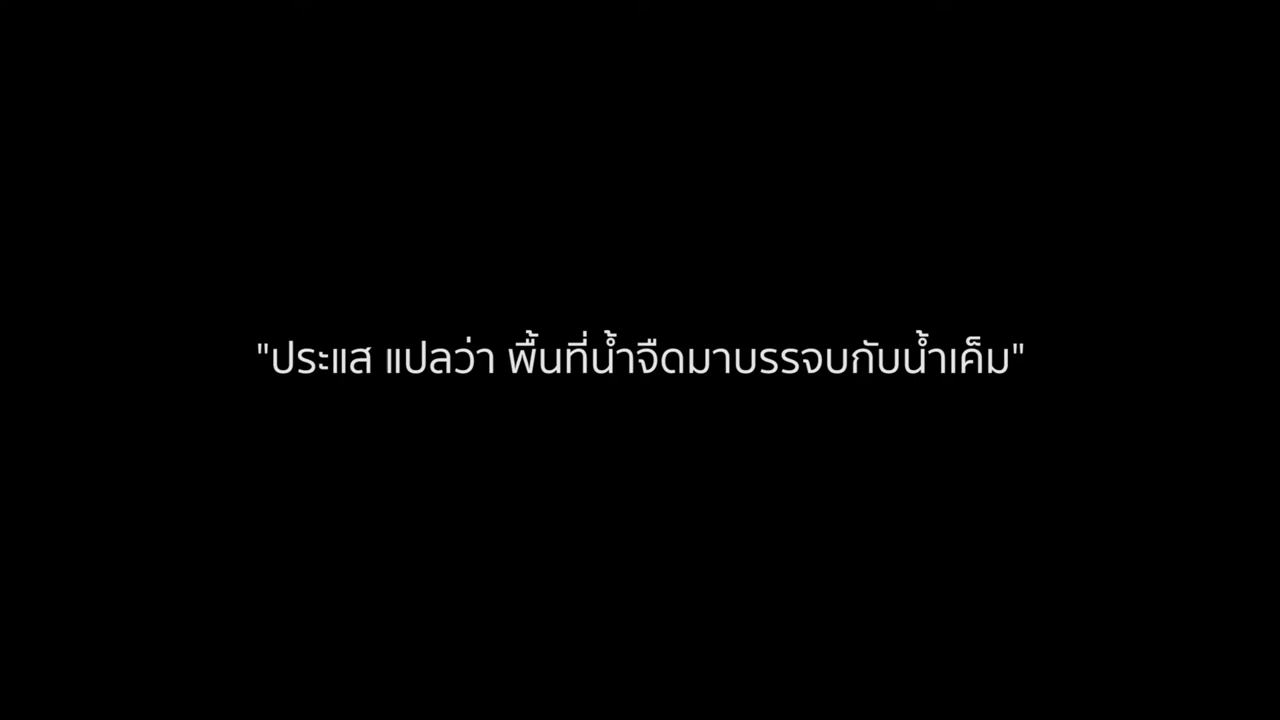 "ประแส แปลว่า พื้นที่น้ำจืดมาบรรจบกับน้ำเค็ม"